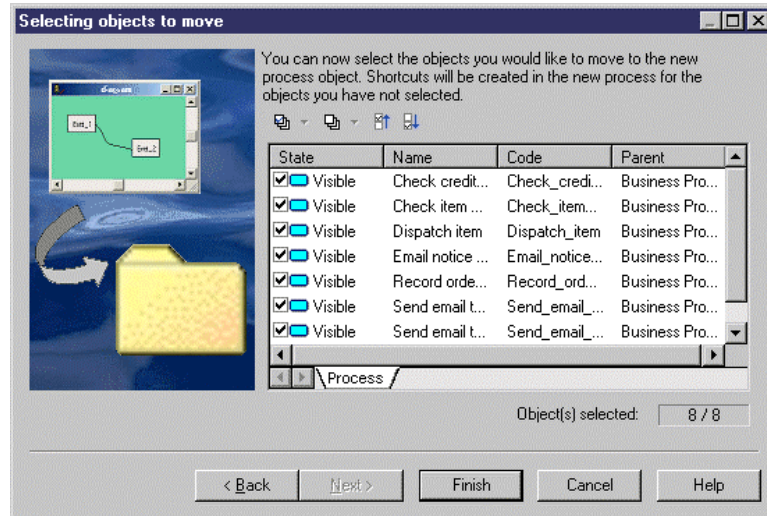 Selecting objects to move
You can now select the objects you would like to move to the new
process object. Shortcuts will be created in the new process for the
objects you have not selected.
State Name Code Parent
Visible Check credit... Check_credi... Business Pro...
Visible Check item ... Check_item... Business Pro...
Visible Dispatch item Dispatch_item Business Pro...
Visible Email notice ... Email_notice... Business Pro...
Visible Record orde... Record_ord... Business Pro...
Visible Send email t... Send_email_... Business Pro...
Visible Send email t... Send_email_... Business Pro...
Process
Object(s) selected: 8 / 8
< Back Next > Finish Cancel Help